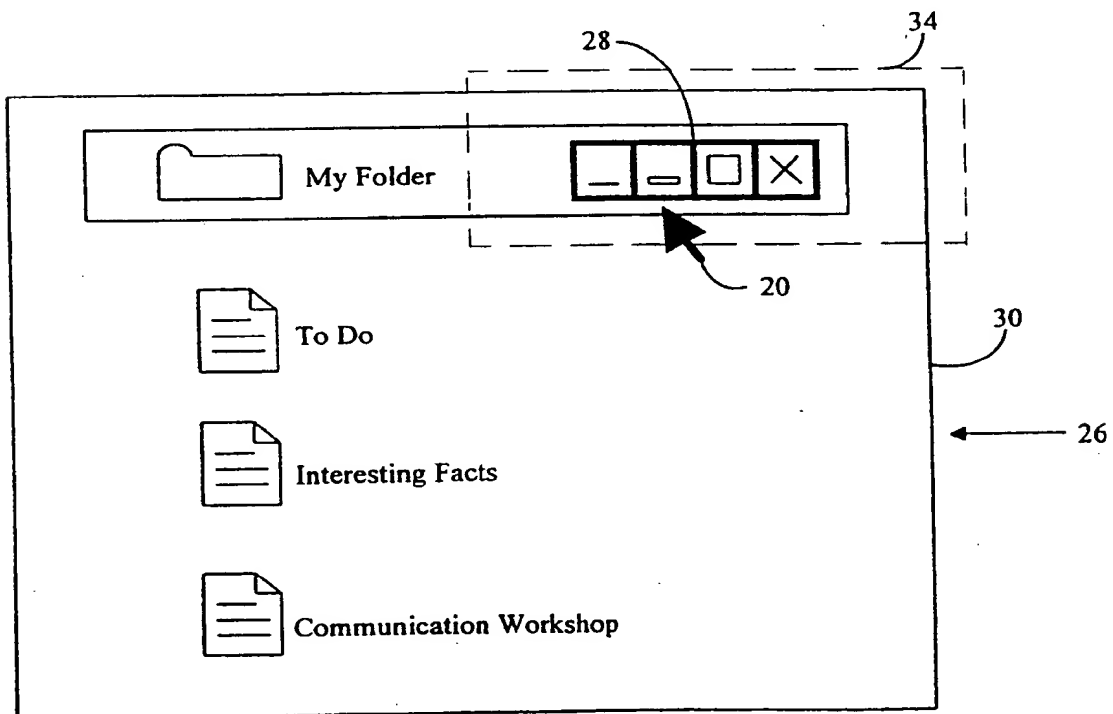 34
28
My Folder
20
To Do
30
26
Interesting Facts
Communication Workshop